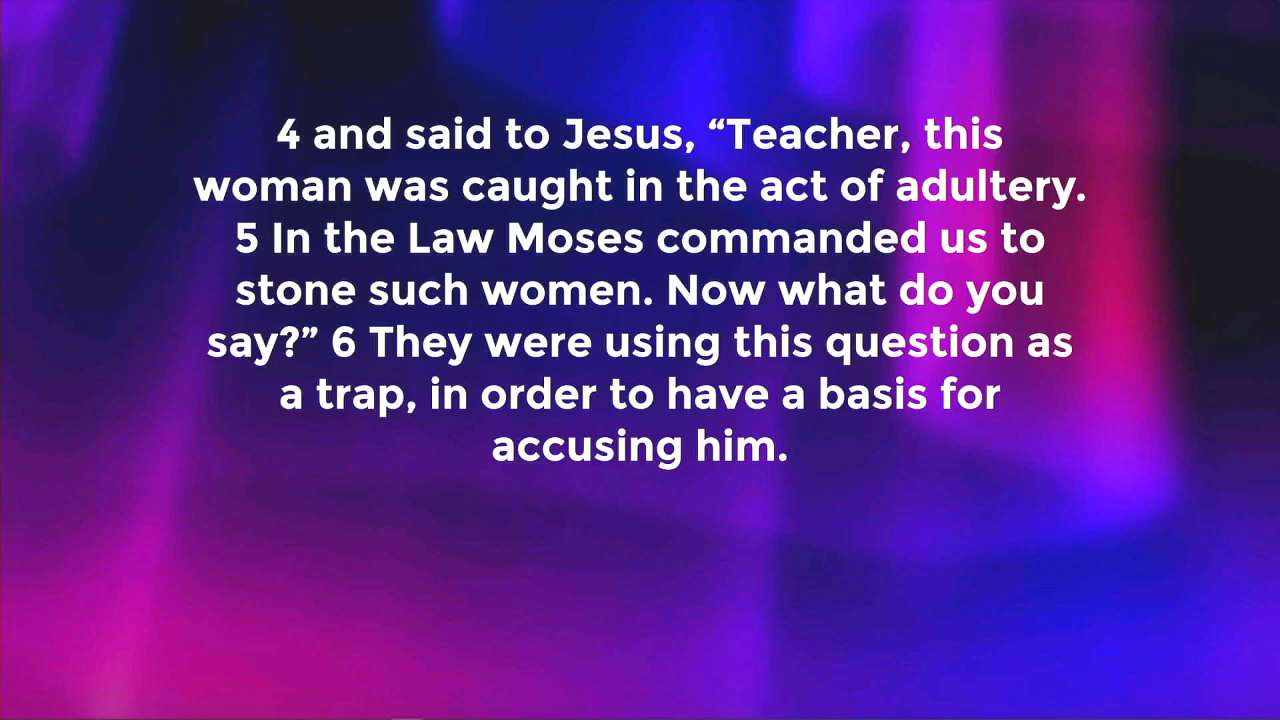 4 and said to Jesus, “Teacher, this
woman was caught in the act of adultery.
5 In the Law Moses commanded us to
stone such women. Now what do you
say?” 6 They were using this question as
a trap, in order to have a basis for
accusing him.